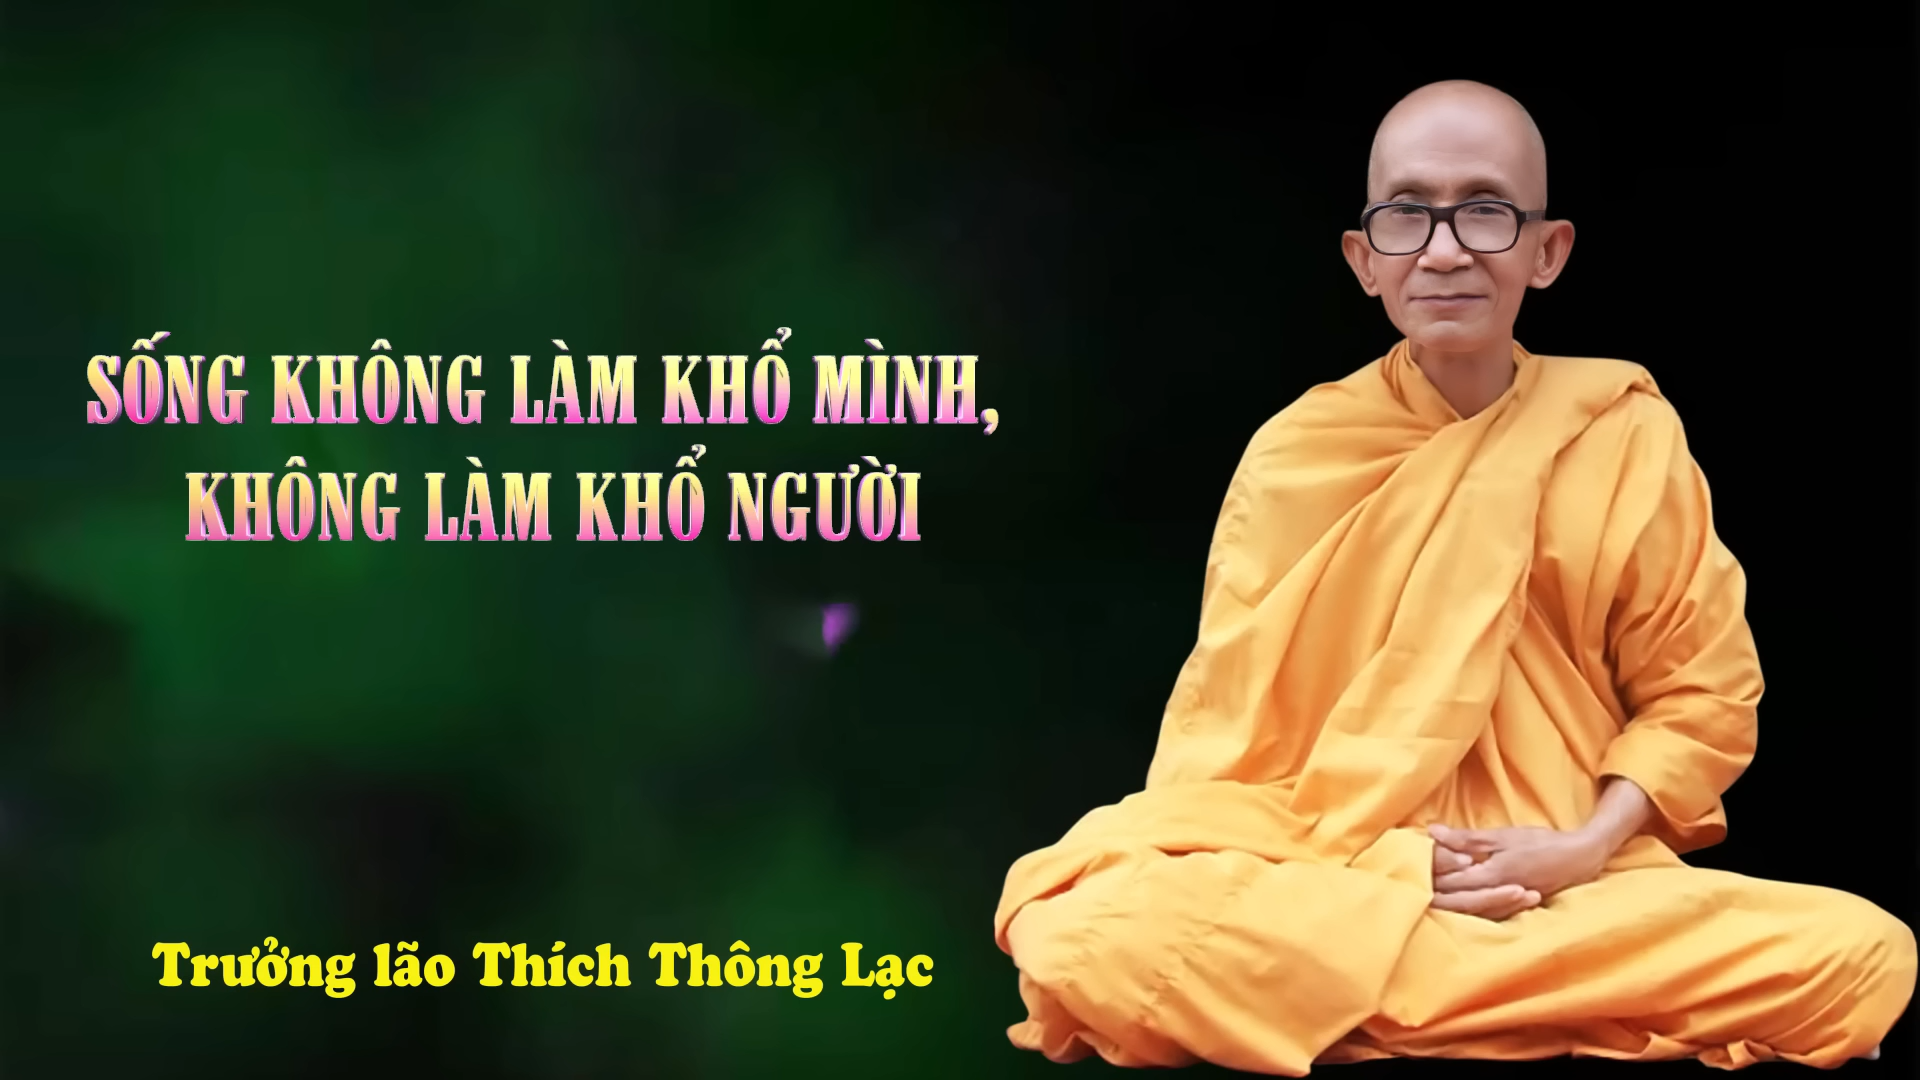 SỐNG KHÔNG LÀM KHỔ MÌNH,
KHÔNG LÀM KHỔ NGƯỜI
Trưởng lão Thích Thông Lạc